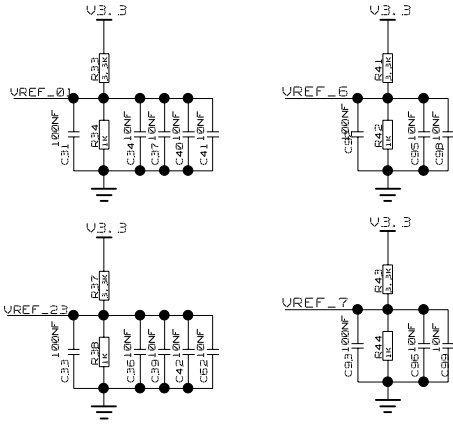 V3.3
R33
3.3K
VREF_01
100NF
C31
R34
1K
10NF
C34
10NF
C37
10NF
C40
10NF
C41
V3.3
R41
3.3K
VREF_6
100NF
R42
1K
10NF
C95
10NF
C98
V3.3
R37
3.3K
VREF_23
100NF
C33
R38
1K
10NF
C36
10NF
C39
10NF
C42
10NF
C62
V3.3
R43
3.3K
VREF_7
100NF
C93
R44
1K
10NF
C96
10NF
C99